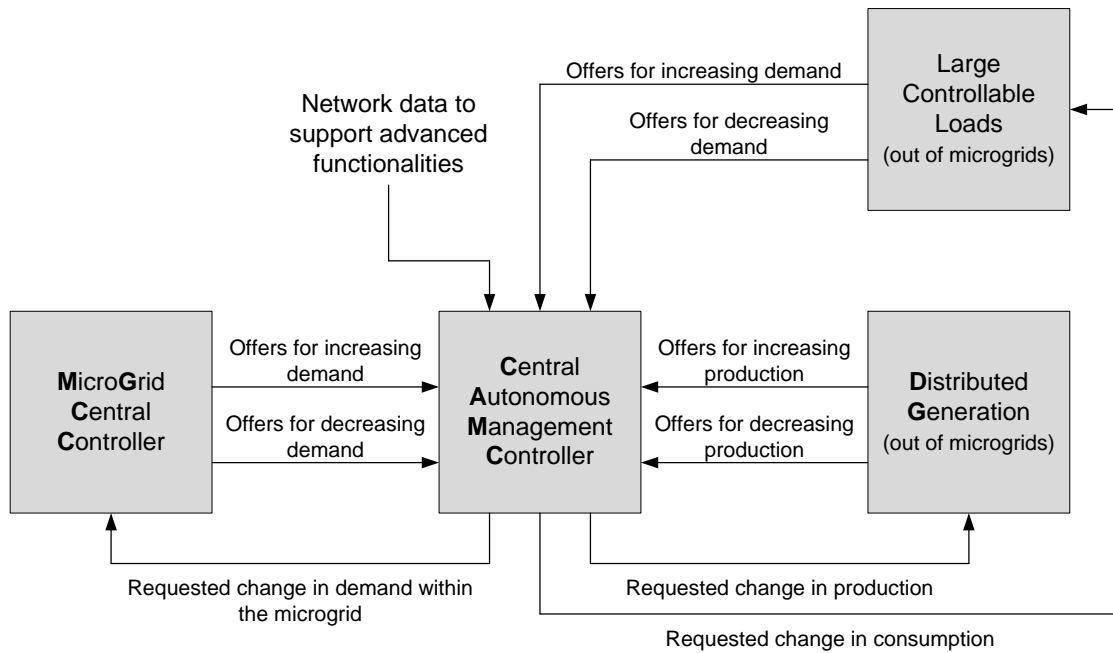 Offers for increasing demand
Large
Controllable
Loads
(out of microgrids)
Network data to
support advanced
functionalities
Offers for decreasing
demand
MicroGrid
Central
Controller
Offers for increasing
demand
Offers for decreasing
demand
Central
Autonomous
Management
Controller
Offers for increasing
production
Offers for decreasing
production
Distributed
Generation
(out of microgrids)
Requested change in demand within
the microgrid
Requested change in production
Requested change in consumption